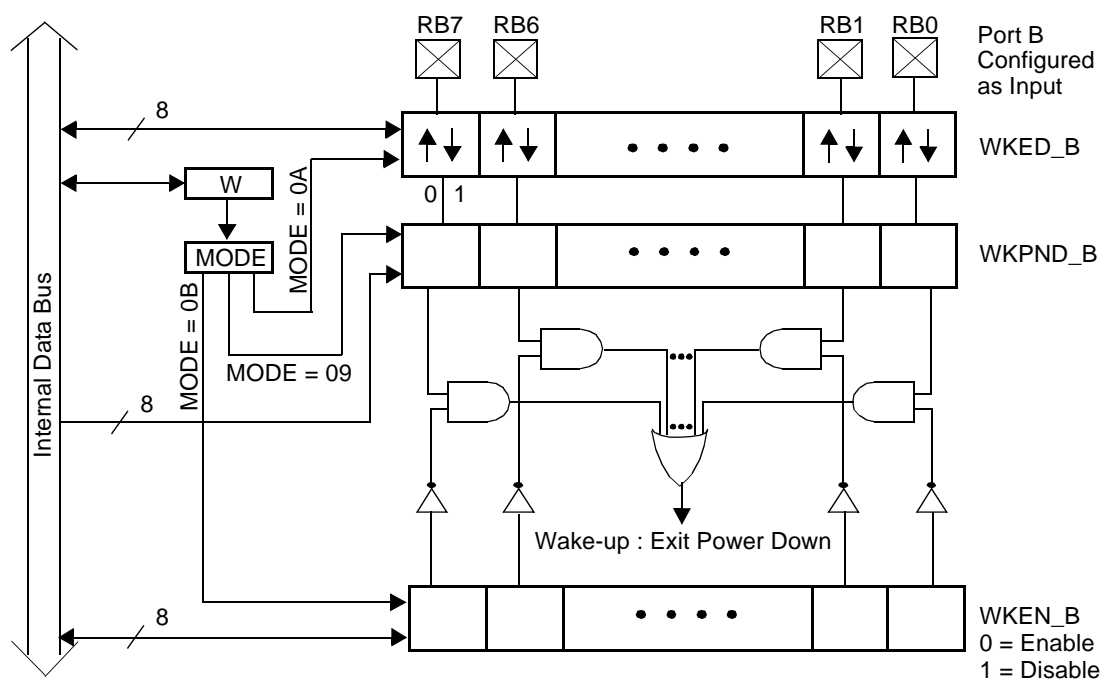 RB7 RB6 RB1 RB0
Port B
Configured
as Input
8
WKED_B
W
MODE = 0A
0 1
MODE
WKPND_B
MODE = 0B
MODE = 09
Internal Data Bus
8
Wake-up : Exit Power Down
8
WKEN_B
0 = Enable
1 = Disable